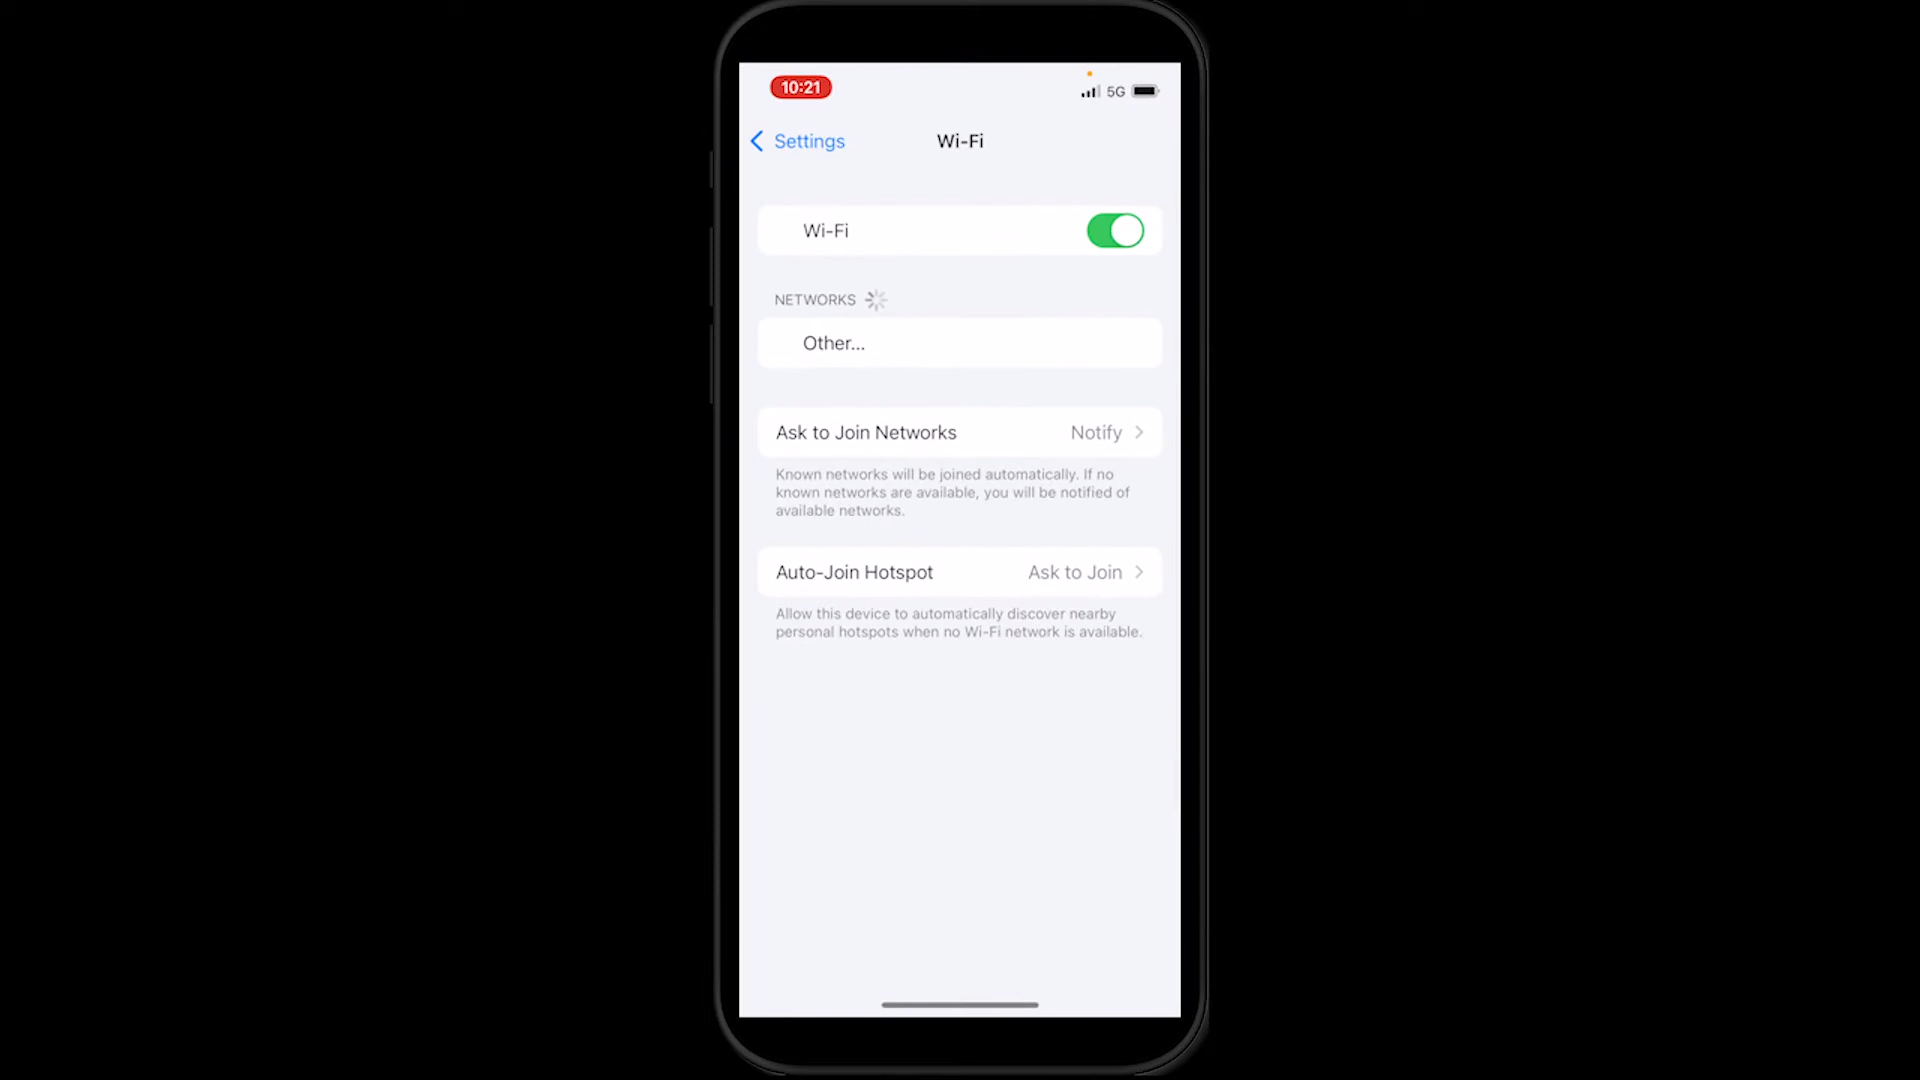 10:21
5G
Settings
Wi-Fi
Wi-Fi
NETWORKS
Other...
Ask to Join Networks Notify
Known networks will be joined automatically. If no
known networks are available, you will be notified of
available networks.
Auto-Join Hotspot Ask to Join
Allow this device to automatically discover nearby
personal hotspots when no Wi-Fi network is available.